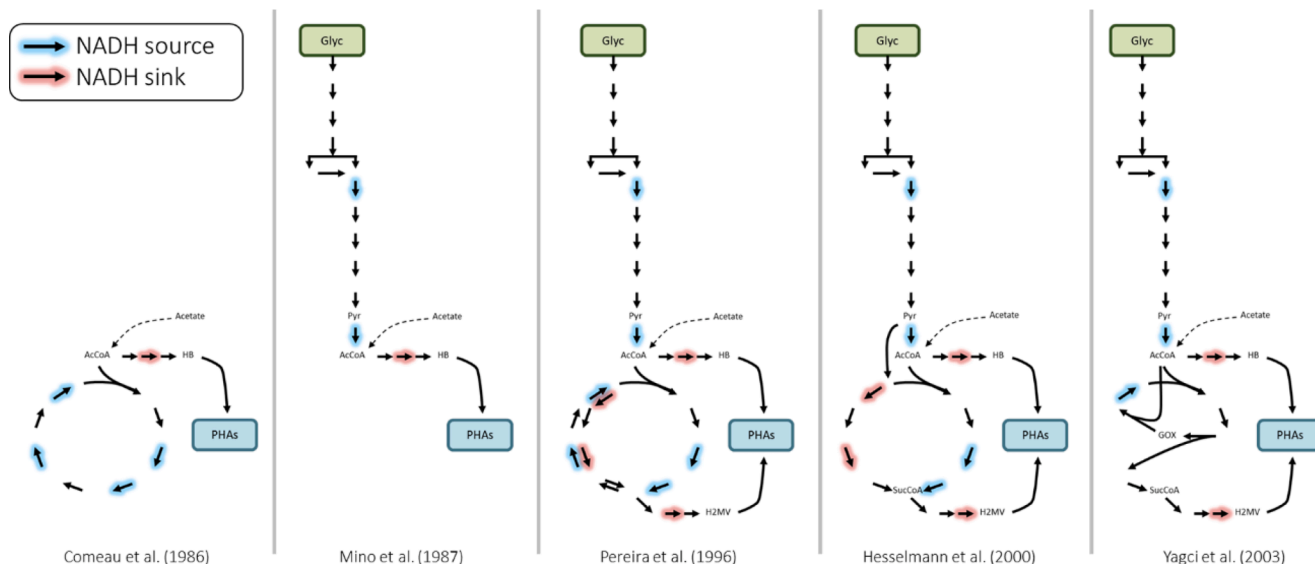 NADH source
NADH sink
AcCoA
Acetate
HB
PHAs
Comeau et al. (1986)
Glyc
Pyr
Acetate
AcCoA
HB
PHAs
Mino et al. (1987)
Glyc
Pyr
Acetate
AcCoA
HB
PHAs
H2MV
Pereira et al. (1996)
Glyc
Pyr
Acetate
AcCoA
HB
PHAs
SucCoA
H2MV
Hesselmann et al. (2000)
Glyc
Pyr
Acetate
AcCoA
HB
GOX
PHAs
SucCoA
H2MV
Yagci et al. (2003)